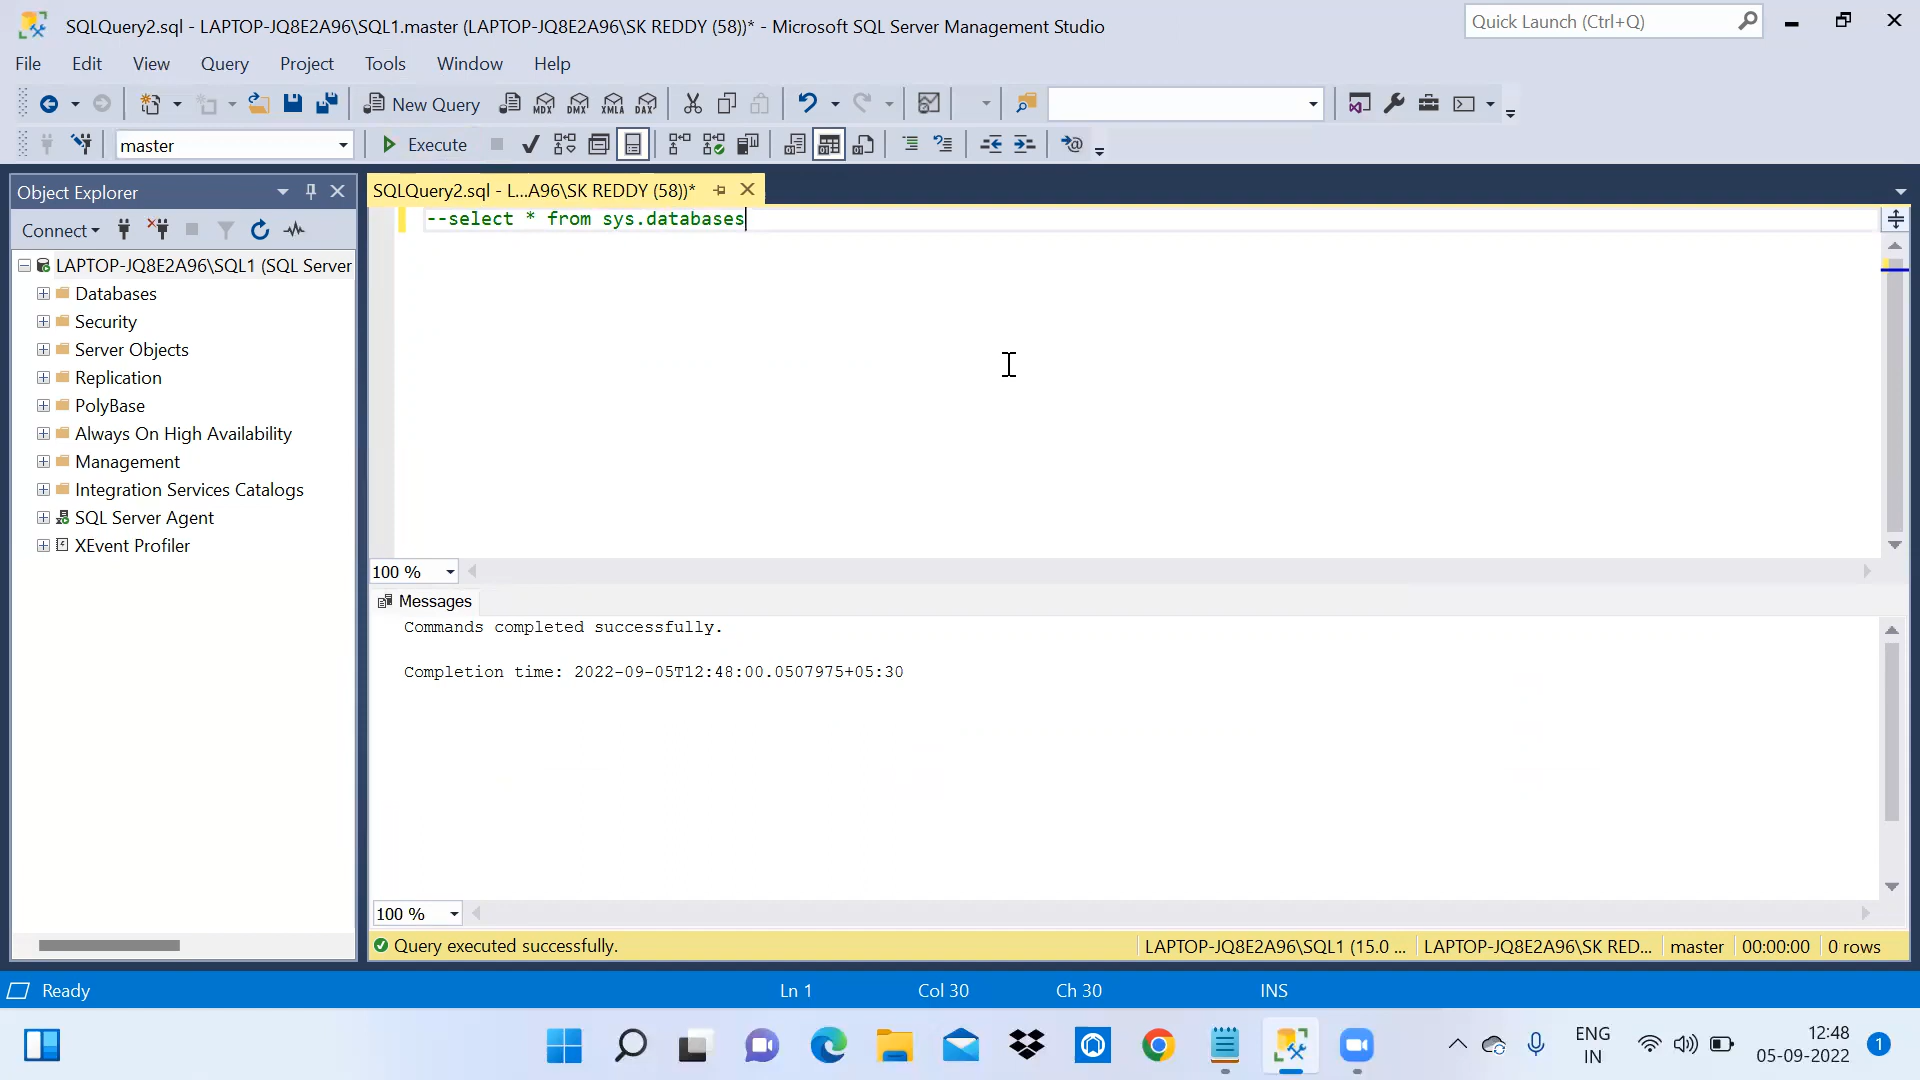 SQLQuery2.sql - LAPTOP-JQ8E2A96\SQL1.master (LAPTOP-JQ8E2A96\SK REDDY (58))* - Microsoft SQL Server Management Studio
Quick Launch (Ctrl+Q)
File Edit View Query Project Tools Window Help
New Query MDX DMX XMLA DAX
master Execute
Object Explorer
SQLQuery2.sql - L...A96\SK REDDY (58))*
Connect
--select * from sys.databases
LAPTOP-JQ8E2A96\SQL1 (SQL Server
Databases
Security
Server Objects
Replication
PolyBase
Always On High Availability
Management
Integration Services Catalogs
SQL Server Agent
XEvent Profiler
100 %
Messages
Commands completed successfully.
Completion time: 2022-09-05T12:48:00.0507975+05:30
100 %
Query executed successfully. LAPTOP-JQ8E2A96\SQL1 (15.0 ... LAPTOP-JQ8E2A96\SK RED... master 00:00:00 0 rows
Ready Ln 1 Col 30 Ch 30 INS
ENG
IN
12:48
05-09-2022
1